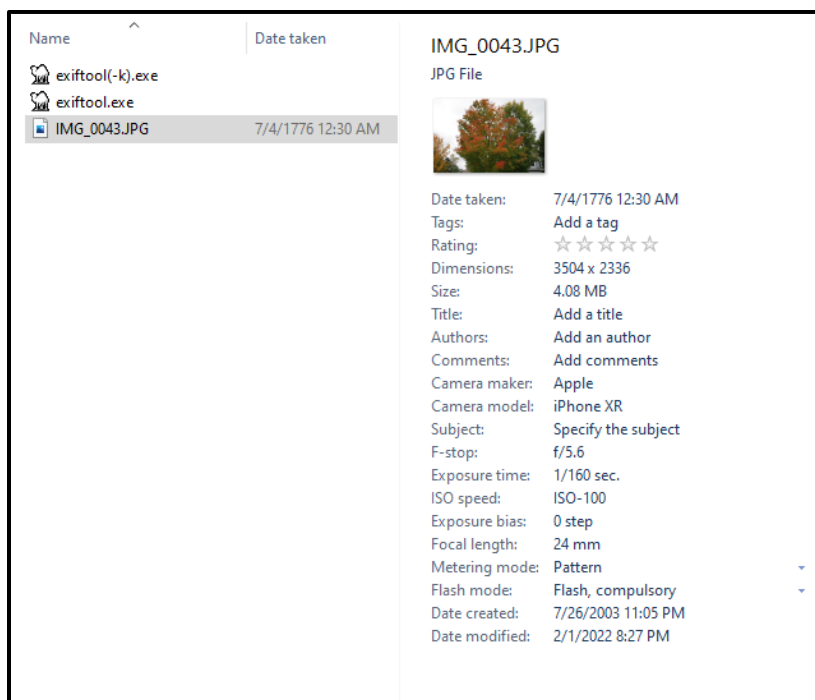 Name Date taken
exiftool(-k).exe
exiftool.exe
IMG_0043.JPG 7/4/1776 12:30 AM
IMG_0043.JPG
JPG File
Date taken: 7/4/1776 12:30 AM
Tags: Add a tag
Rating:
Dimensions: 3504 x 2336
Size: 4.08 MB
Title: Add a title
Authors: Add an author
Comments: Add comments
Camera maker: Apple
Camera model: iPhone XR
Subject: Specify the subject
F-stop: f/5.6
Exposure time: 1/160 sec.
ISO speed: ISO-100
Exposure bias: 0 step
Focal length: 24 mm
Metering mode: Pattern
Flash mode: Flash, compulsory
Date created: 7/26/2003 11:05 PM
Date modified: 2/1/2022 8:27 PM